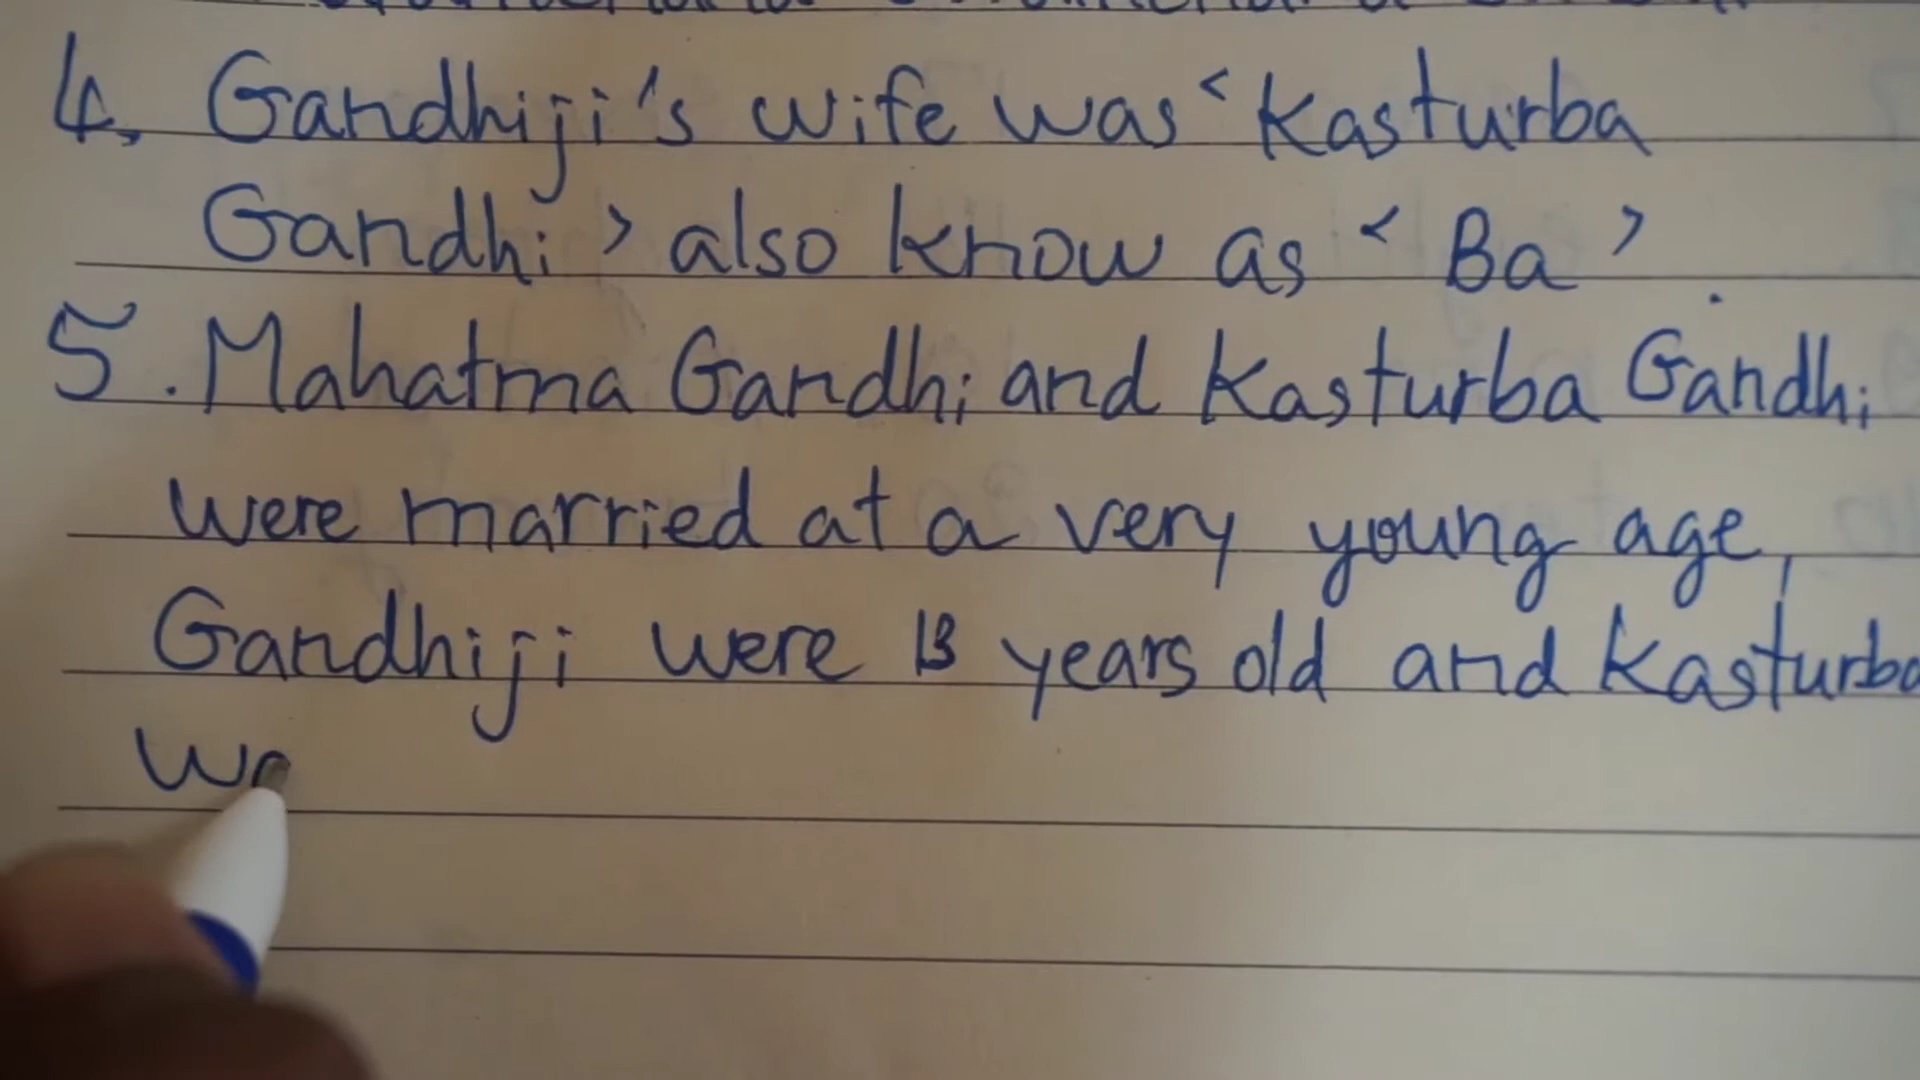 4. Gandhiji's wife was ‹ Kasturba
Gandhi › also know as ‹ Ba › .
5. Mahatma Gandhi and Kasturba Gandhi
were married at a very young age,
Gandhiji were 13 years old and Kasturba